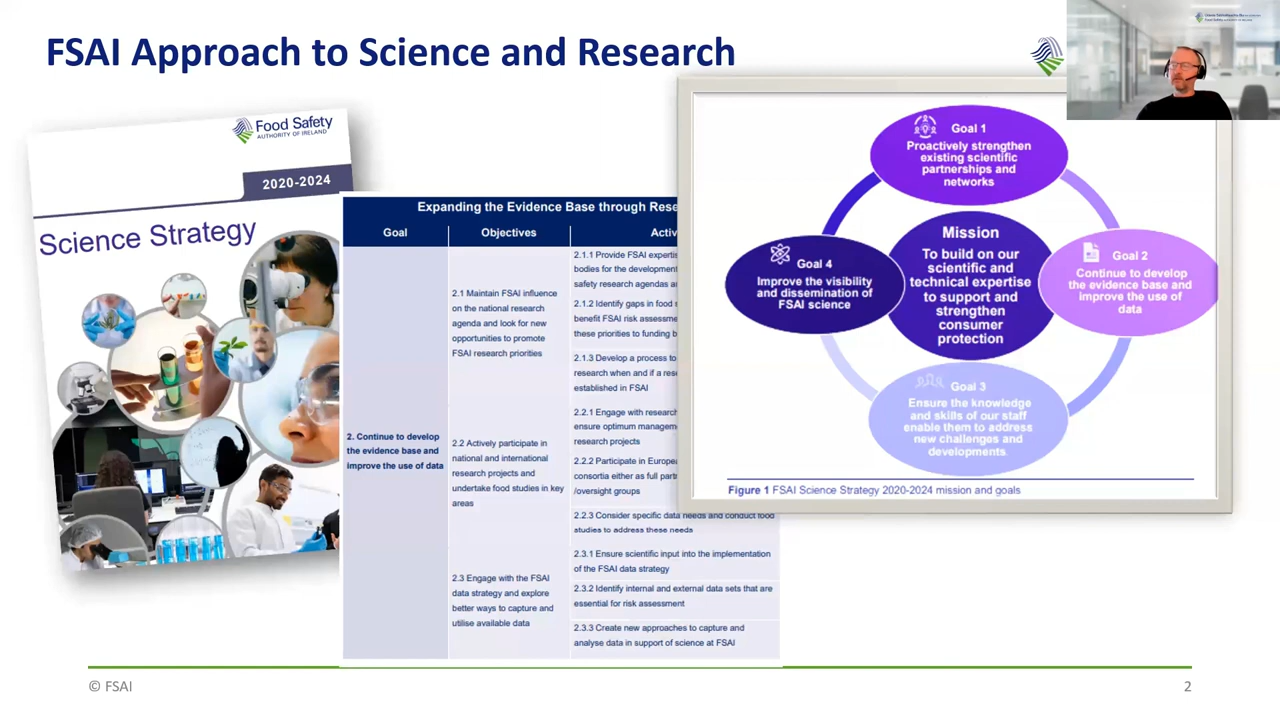 FSAI Approach to Science and Research
Food Safety
AUTHORITY OF IRELAND
2020-2024
Science Strategy
Expanding the Evidence Base through
Goal
Objectives
2. Continue to develop
the evidence base and
improve the use of data
2.1 Maintain FSAI influence
on the national research
agenda and look for new
opportunities to promote
FSAI research priorities
2.1.1 Provide FSAI
bodies for the development
safety research agendas
2.1.2 Identify gaps in food
benefit FSAI risk
these priorities to funding
2.1.3 Develop a process to
research when and if a
established in FSAI
2.2 Actively participate in
national and international
research projects and
undertake food studies in key
areas
2.2.1 Engage with
ensure optimum
research projects
2.2.2 Participate in
consortia either as full
/oversight groups
2.2.3 Consider specific data needs and conduct food
studies to address these needs
2.3 Engage with the FSAI
data strategy and explore
better ways to capture and
utilise available data
2.3.1 Ensure scientific input into the implementation
of the FSAI data strategy
2.3.2 Identify internal and external data sets that are
essential for risk assessment
2.3.3 Create new approaches to capture and
analyse data in support of science at FSAI
Goal 1
Proactively strengthen
existing scientific
partnerships and
networks
Goal 2
Continue to develop
the evidence base and
improve the use of
data
Goal 3
Ensure the knowledge
and skills of our staff
enable them to address
new challenges and
developments
Goal 4
Improve the visibility
and dissemination of
FSAI science
Mission
To build on our
scientific and
technical expertise
to support and
strengthen
consumer
protection
Figure 1 FSAI Science Strategy 2020-2024 mission and goals
© FSAI
2